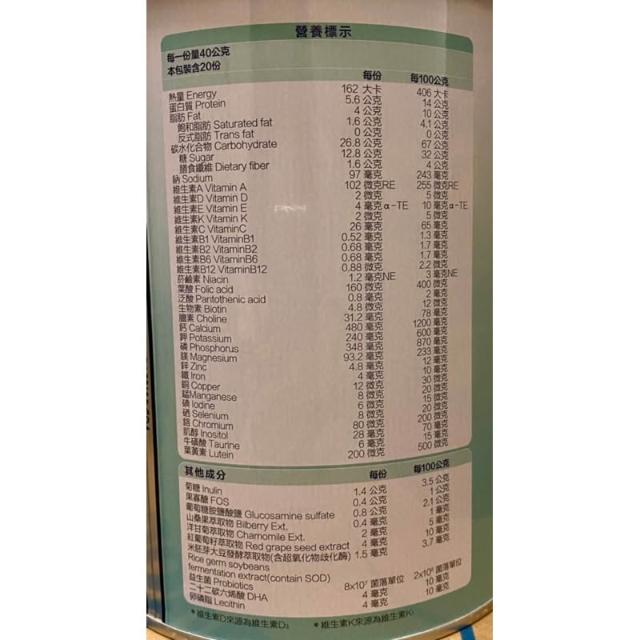 營養標示
每一份量40公克
本包裝含20份
每份 每100公克
熱量 Energy 162 大卡 406 大卡
蛋白質 Protein 5.6 公克 14 公克
脂肪 Fat 4 公克 10 公克
飽和脂肪 Saturated fat 1.6 公克 4.1 公克
反式脂肪 Trans fat 0 公克 0 公克
碳水化合物 Carbohydrate 26.8 公克 67 公克
糖 Sugar 12.8 公克 32 公克
膳食纖維 Dietary fiber 1.6 公克 4 公克
鈉 Sodium 97 毫克 243 毫克
維生素A Vitamin A 102 微克RE 255 微克RE
維生素D Vitamin D 2 微克 5 微克
維生素E Vitamin E 4 毫克α-TE 10 毫克α-TE
維生素K Vitamin K 2 微克 5 微克
維生素C VitaminC 26 毫克 65 毫克
維生素B1 VitaminB1 0.52 毫克 1.3 毫克
維生素B2 VitaminB2 0.68 毫克 1.7 毫克
維生素B6 VitaminB6 0.68 毫克 1.7 毫克
維生素B12 VitaminB12 0.88 微克 2.2 微克
菸鹼素 Niacin 1.2 毫克NE 3 毫克NE
葉酸 Folic acid 160 微克 400 微克
泛酸 Pantothenic acid 0.8 毫克 2 毫克
生物素 Biotin 4.8 微克 12 微克
膽素 Choline 31.2 毫克 78 毫克
鈣 Calcium 480 毫克 1200 毫克
鉀 Potassium 240 毫克 600 毫克
磷 Phosphorus 348 毫克 870 毫克
鎂 Magnesium 93.2 毫克 233 毫克
鋅 Zinc 4.8 毫克 12 毫克
鐵 Iron 4 毫克 10 毫克
銅 Copper 12 微克 30 微克
錳Manganese 8 微克 20 微克
碘 Iodine 6 微克 15 微克
硒 Selenium 8 微克 20 微克
鉻 Chromium 80 微克 200 微克
肌醇 Inositol 28 毫克 70 毫克
牛磺酸 Taurine 6 毫克 15 毫克
葉黃素 Lutein 200 微克 500 微克
其他成分 每份 每100公克
菊糖 Inulin 1.4 公克 3.5 公克
果寡醣 FOS 0.4 公克 1 公克
葡萄糖胺鹽酸鹽 Glucosamine sulfate 0.8 公克 2.1 公克
山桑果萃取物 Bilberry Ext. 0.4 毫克 1 毫克
洋甘菊萃取物 Chamomile Ext. 2 毫克 5 毫克
紅葡萄籽萃取物 Red grape seed extract 4 毫克 10 毫克
米胚芽大豆發酵萃取物(含超氧化物歧化酶) 1.5 毫克 3.7 毫克
Rice germ soybeans
fermentation extract(contain SOD)
益生菌 Probiotics 8x10⁷ 菌落單位 2x10⁸ 菌落單位
二十二碳六烯酸 DHA 4 毫克 10 毫克
卵磷脂 Lecithin 4 毫克 10 毫克
*維生素D來源為維生素D₃ *維生素K來源為維生素K₁